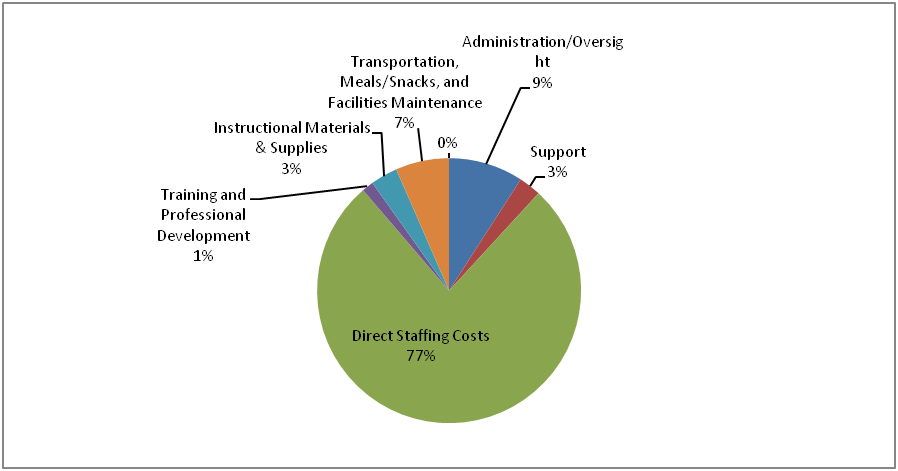 Administration/Oversig
ht
9%
Transportation,
Meals/Snacks, and
Facilities Maintenance
7%
Instructional Materials
& Supplies
3%
0%
Support
3%
Training and
Professional
Development
1%
Direct Staffing Costs
77%